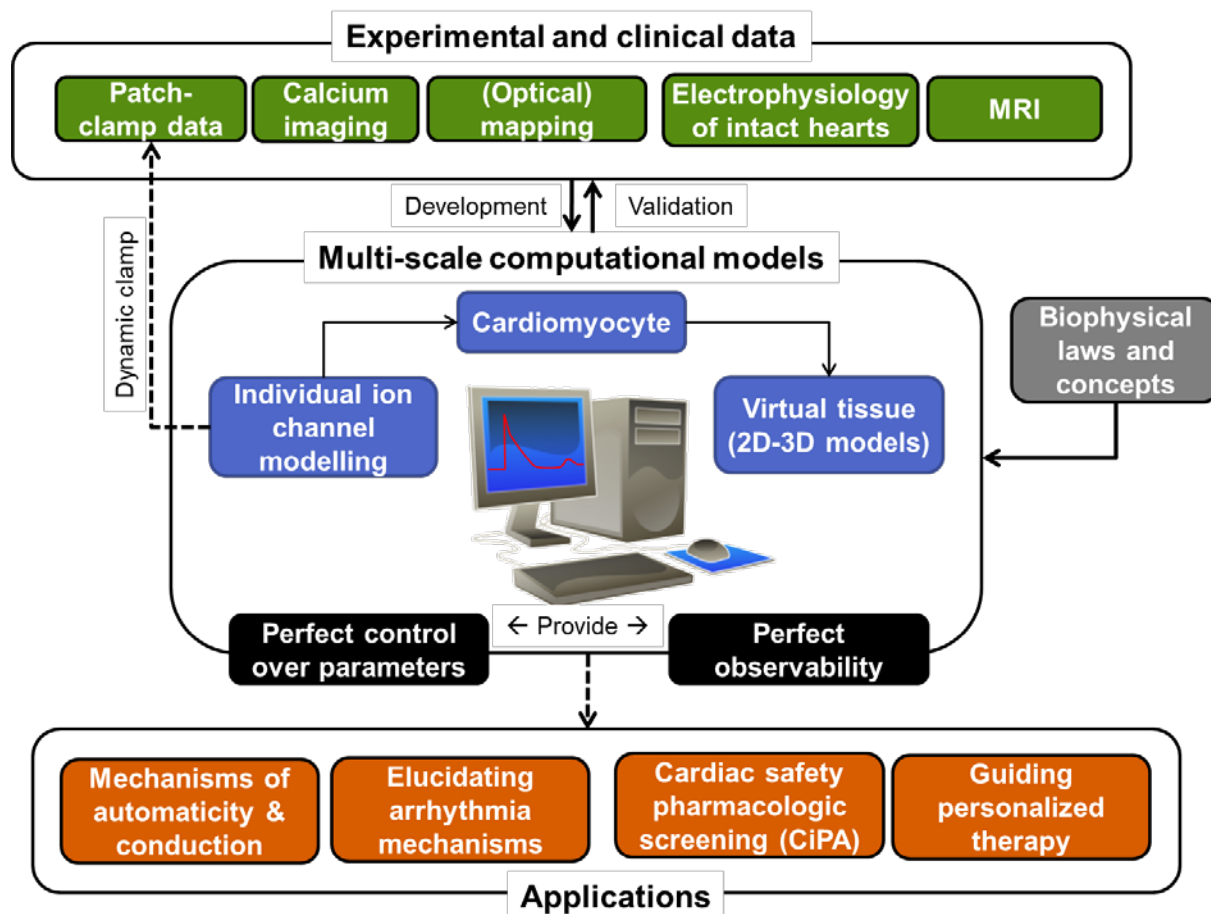 Experimental and clinical data
Patch-
clamp data
Calcium
imaging
(Optical)
mapping
Electrophysiology
of intact hearts
MRI
Development
Validation
Dynamic clamp
Multi-scale computational models
Cardiomyocyte
Individual ion
channel
modelling
Virtual tissue
(2D-3D models)
Biophysical
laws and
concepts
← Provide →
Perfect control
over parameters
Perfect
observability
Mechanisms of
automaticity &
conduction
Elucidating
arrhythmia
mechanisms
Cardiac safety
pharmacologic
screening (CiPA)
Guiding
personalized
therapy
Applications